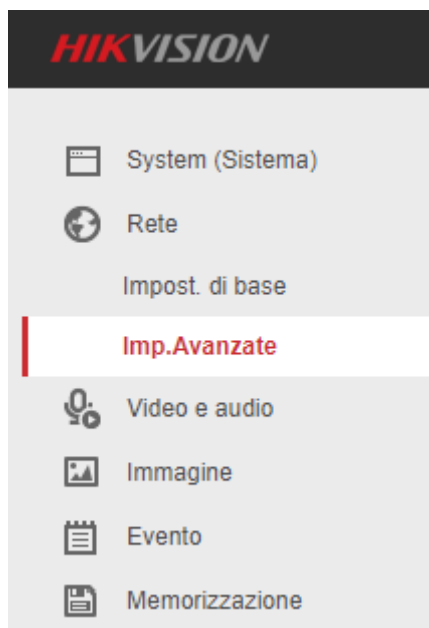 HIKVISION
System (Sistema)
Rete
Impost. di base
Imp.Avanzate
Video e audio
Immagine
Evento
Memorizzazione